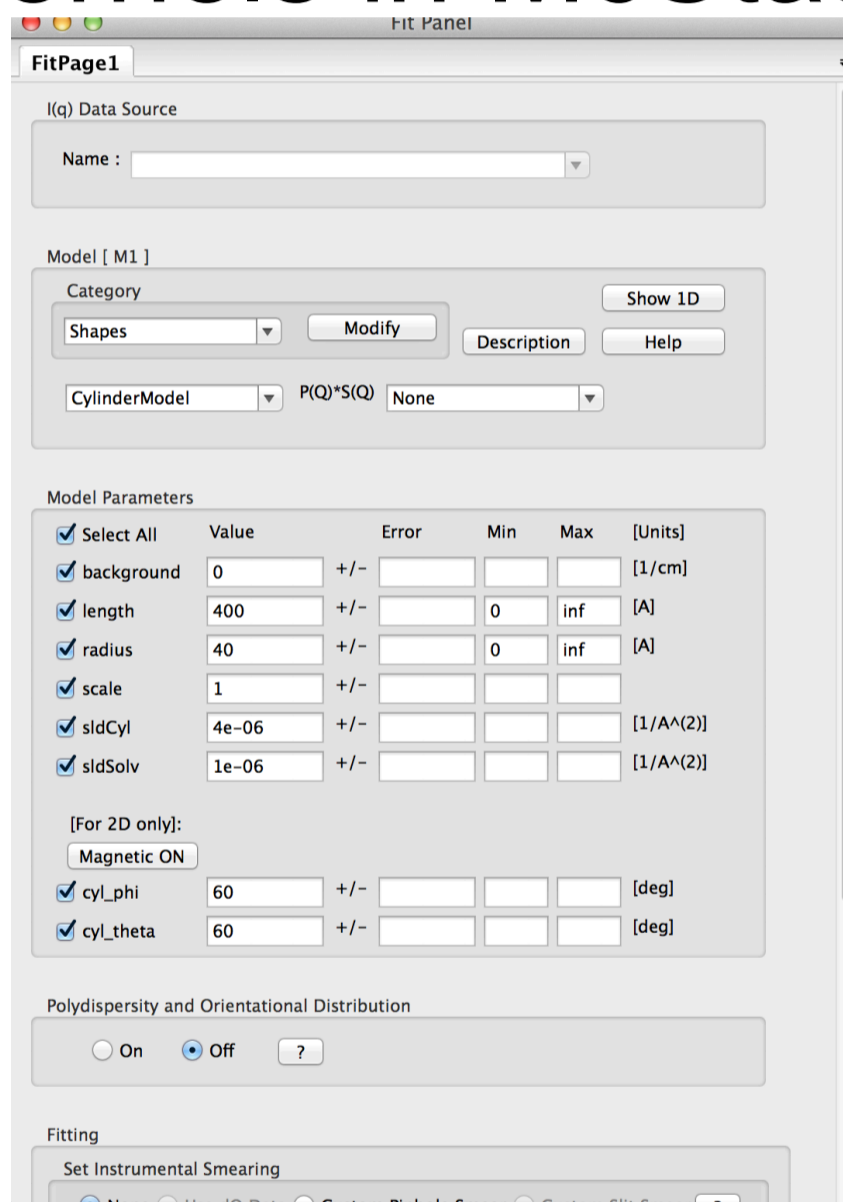 Fit Panel
FitPage1
I(q) Data Source
Name :
Model [ M1 ]
Category
Show 1D
Shapes Modify
Description Help
CylinderModel P(Q)*S(Q) None
Model Parameters
Select All Value Error Min Max [Units]
background 0 +/- [1/cm]
length 400 +/- 0 inf [A]
radius 40 +/- 0 inf [A]
scale 1 +/-
sldCyl 4e-06 +/- [1/A^(2)]
sldSolv 1e-06 +/- [1/A^(2)]
[For 2D only]:
Magnetic ON
cyl_phi 60 +/- [deg]
cyl_theta 60 +/- [deg]
Polydispersity and Orientational Distribution
On Off ?
Fitting
Set Instrumental Smearing